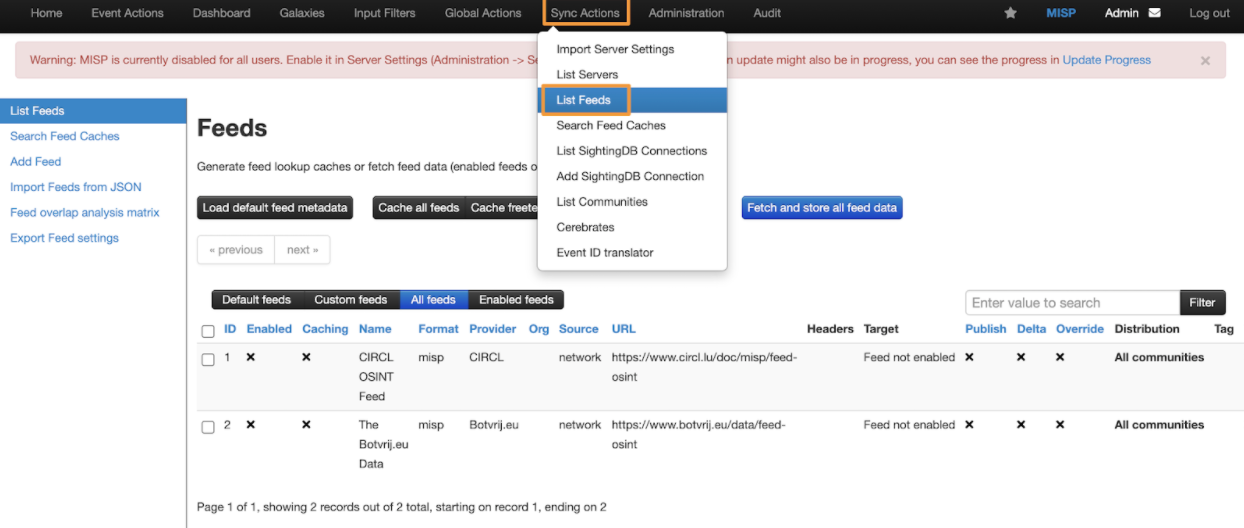 Home Event Actions Dashboard Galaxies Input Filters Global Actions Sync Actions Administration Audit MISP Admin Log out
Warning: MISP is currently disabled for all users. Enable it in Server Settings (Administration -> Se
n update might also be in progress, you can see the progress in Update Progress ×
Import Server Settings
List Servers
List Feeds
Search Feed Caches
List SightingDB Connections
Add SightingDB Connection
List Communities
Cerebrates
Event ID translator
List Feeds
Search Feed Caches
Add Feed
Import Feeds from JSON
Feed overlap analysis matrix
Export Feed settings
Feeds
Generate feed lookup caches or fetch feed data (enabled feeds o
Load default feed metadata Cache all feeds Cache freete Fetch and store all feed data
« previous next »
Default feeds Custom feeds All feeds Enabled feeds Enter value to search Filter
ID Enabled Caching Name Format Provider Org Source URL Headers Target Publish Delta Override Distribution Tag
1 × × CIRCL misp CIRCL network https://www.circl.lu/doc/misp/feed- Feed not enabled × × × All communities
OSINT osint
Feed
2 × × The misp Botvrij.eu network https://www.botvrij.eu/data/feed- Feed not enabled × × × All communities
Botvrij.eu osint
Data
Page 1 of 1, showing 2 records out of 2 total, starting on record 1, ending on 2